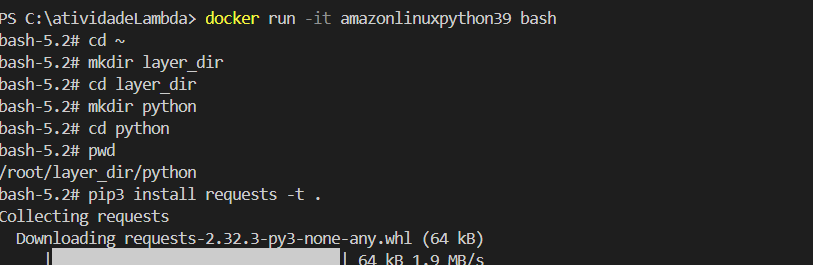 PS C:\atividadeLambda> docker run -it amazonlinuxpython39 bash
bash-5.2# cd ~
bash-5.2# mkdir layer_dir
bash-5.2# cd layer_dir
bash-5.2# mkdir python
bash-5.2# cd python
bash-5.2# pwd
/root/layer_dir/python
bash-5.2# pip3 install requests -t .
Collecting requests
  Downloading requests-2.32.3-py3-none-any.whl (64 kB)
     |████████████████████████████████| 64 kB 1.9 MB/s